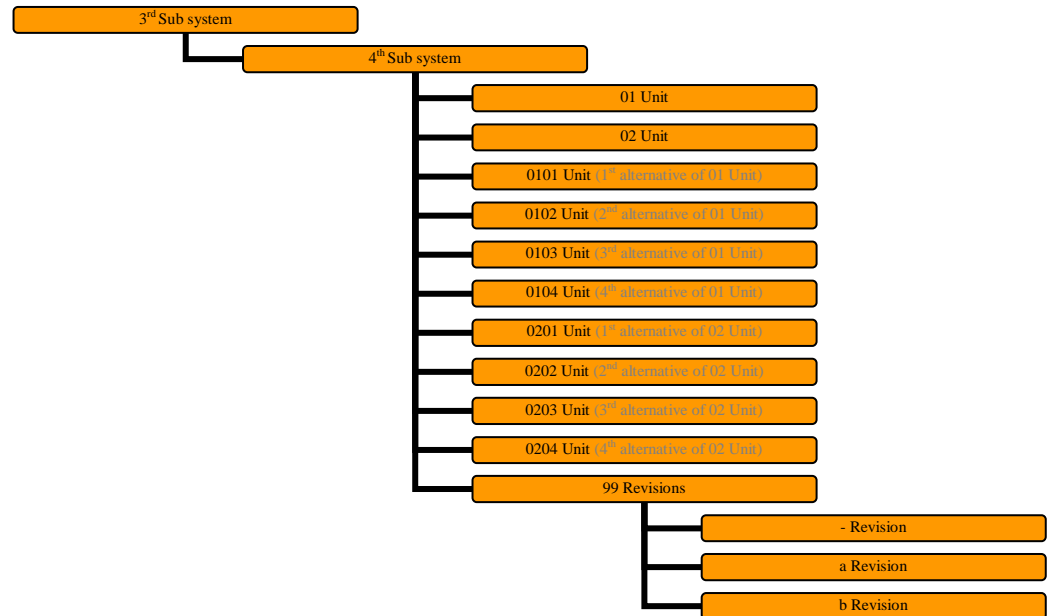 3rd Sub system
4th Sub system
01 Unit
02 Unit
0101 Unit (1st alternative of 01 Unit)
0102 Unit (2nd alternative of 01 Unit)
0103 Unit (3rd alternative of 01 Unit)
0104 Unit (4th alternative of 01 Unit)
0201 Unit (1st alternative of 02 Unit)
0202 Unit (2nd alternative of 02 Unit)
0203 Unit (3rd alternative of 02 Unit)
0204 Unit (4th alternative of 02 Unit)
99 Revisions
- Revision
a Revision
b Revision